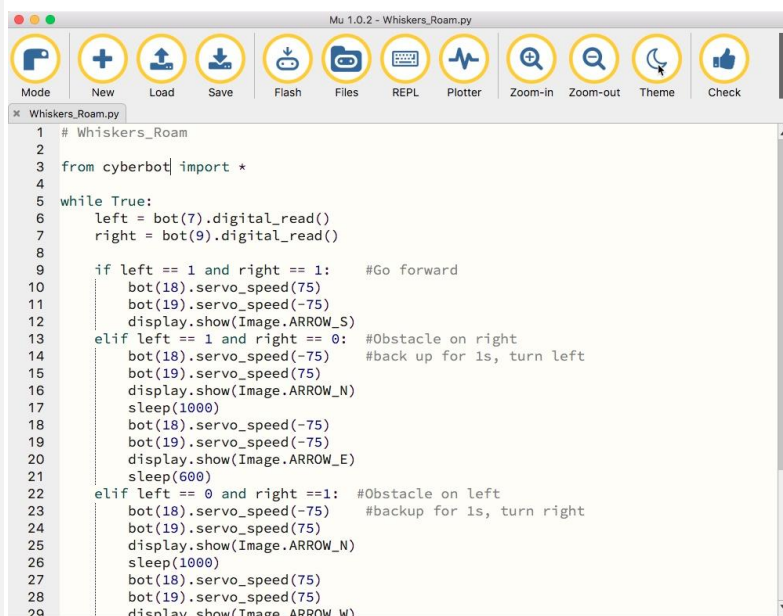 Mu 1.0.2 - Whiskers_Roam.py
Mode New Load Save Flash Files REPL Plotter Zoom-in Zoom-out Theme Check
Whiskers_Roam.py
1 # Whiskers_Roam
2
3 from cyberbot import *
4
5 while True:
6     left = bot(7).digital_read()
7     right = bot(9).digital_read()
8
9     if left == 1 and right == 1:    #Go forward
10         bot(18).servo_speed(75)
11         bot(19).servo_speed(-75)
12         display.show(Image.ARROW_S)
13     elif left == 1 and right == 0:  #Obstacle on right
14         bot(18).servo_speed(-75)    #back up for 1s, turn left
15         bot(19).servo_speed(75)
16         display.show(Image.ARROW_N)
17         sleep(1000)
18         bot(18).servo_speed(-75)
19         bot(19).servo_speed(-75)
20         display.show(Image.ARROW_E)
21         sleep(600)
22     elif left == 0 and right ==1:  #Obstacle on left
23         bot(18).servo_speed(-75)    #backup for 1s, turn right
24         bot(19).servo_speed(75)
25         display.show(Image.ARROW_N)
26         sleep(1000)
27         bot(18).servo_speed(75)
28         bot(19).servo_speed(75)
29         display.show(Image.ARROW_W)